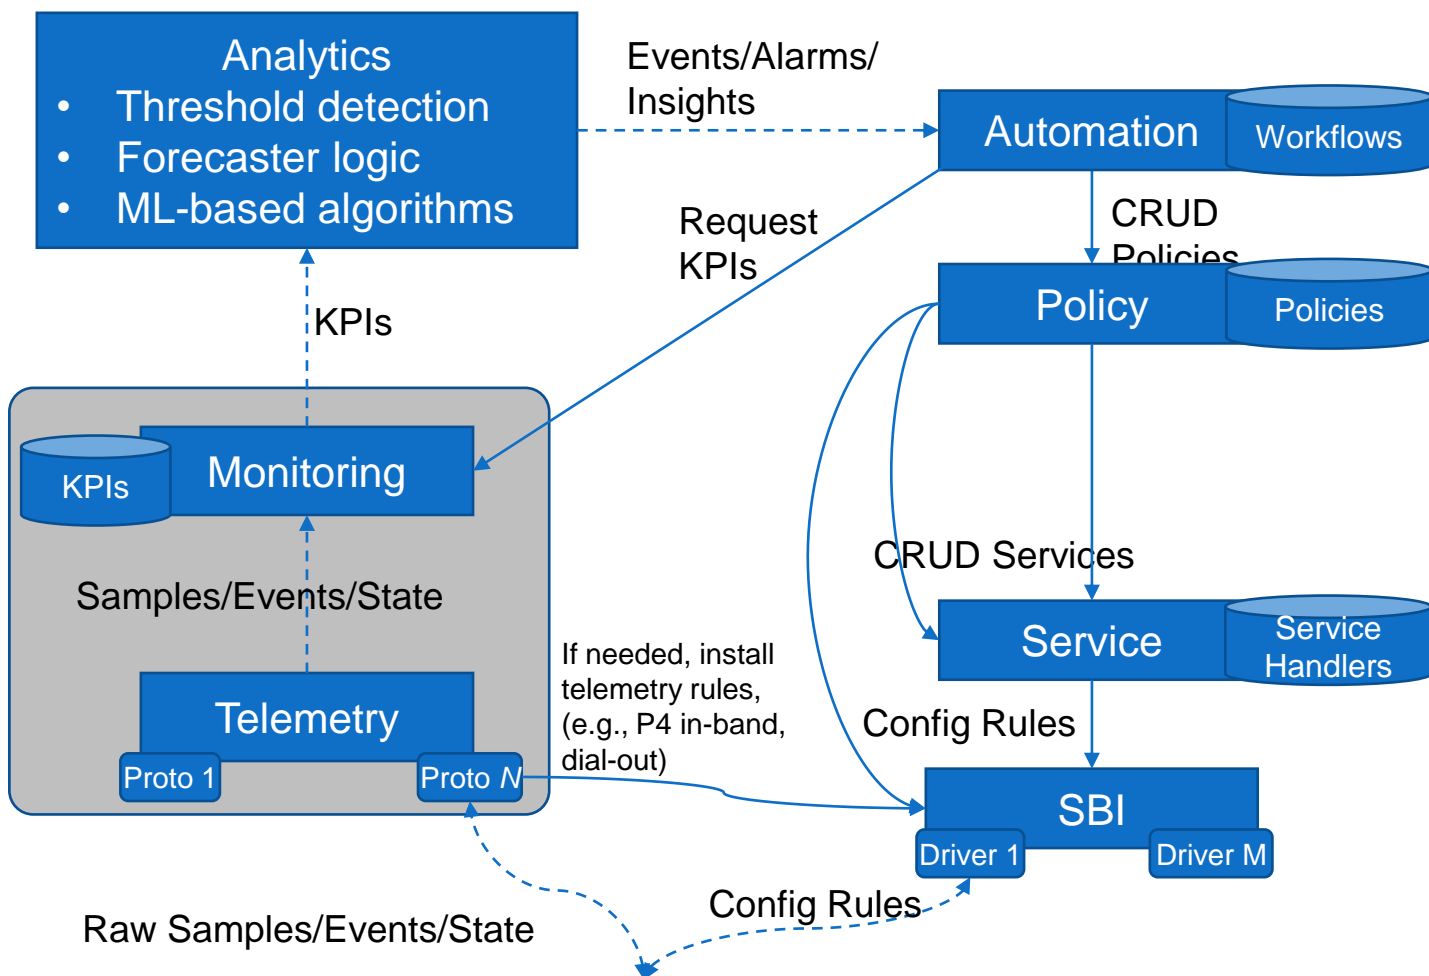 Analytics
• Threshold detection
• Forecaster logic
• ML-based algorithms
Events/Alarms/
Insights
Automation
Workflows
Request
KPIs
CRUD
Policies
Policy
Policies
KPIs
KPIs
Monitoring
Samples/Events/State
CRUD Services
Service
Service
Handlers
If needed, install
telemetry rules,
(e.g., P4 in-band,
dial-out)
Telemetry
Proto 1
Proto N
Config Rules
SBI
Driver 1
Driver M
Config Rules
Raw Samples/Events/State